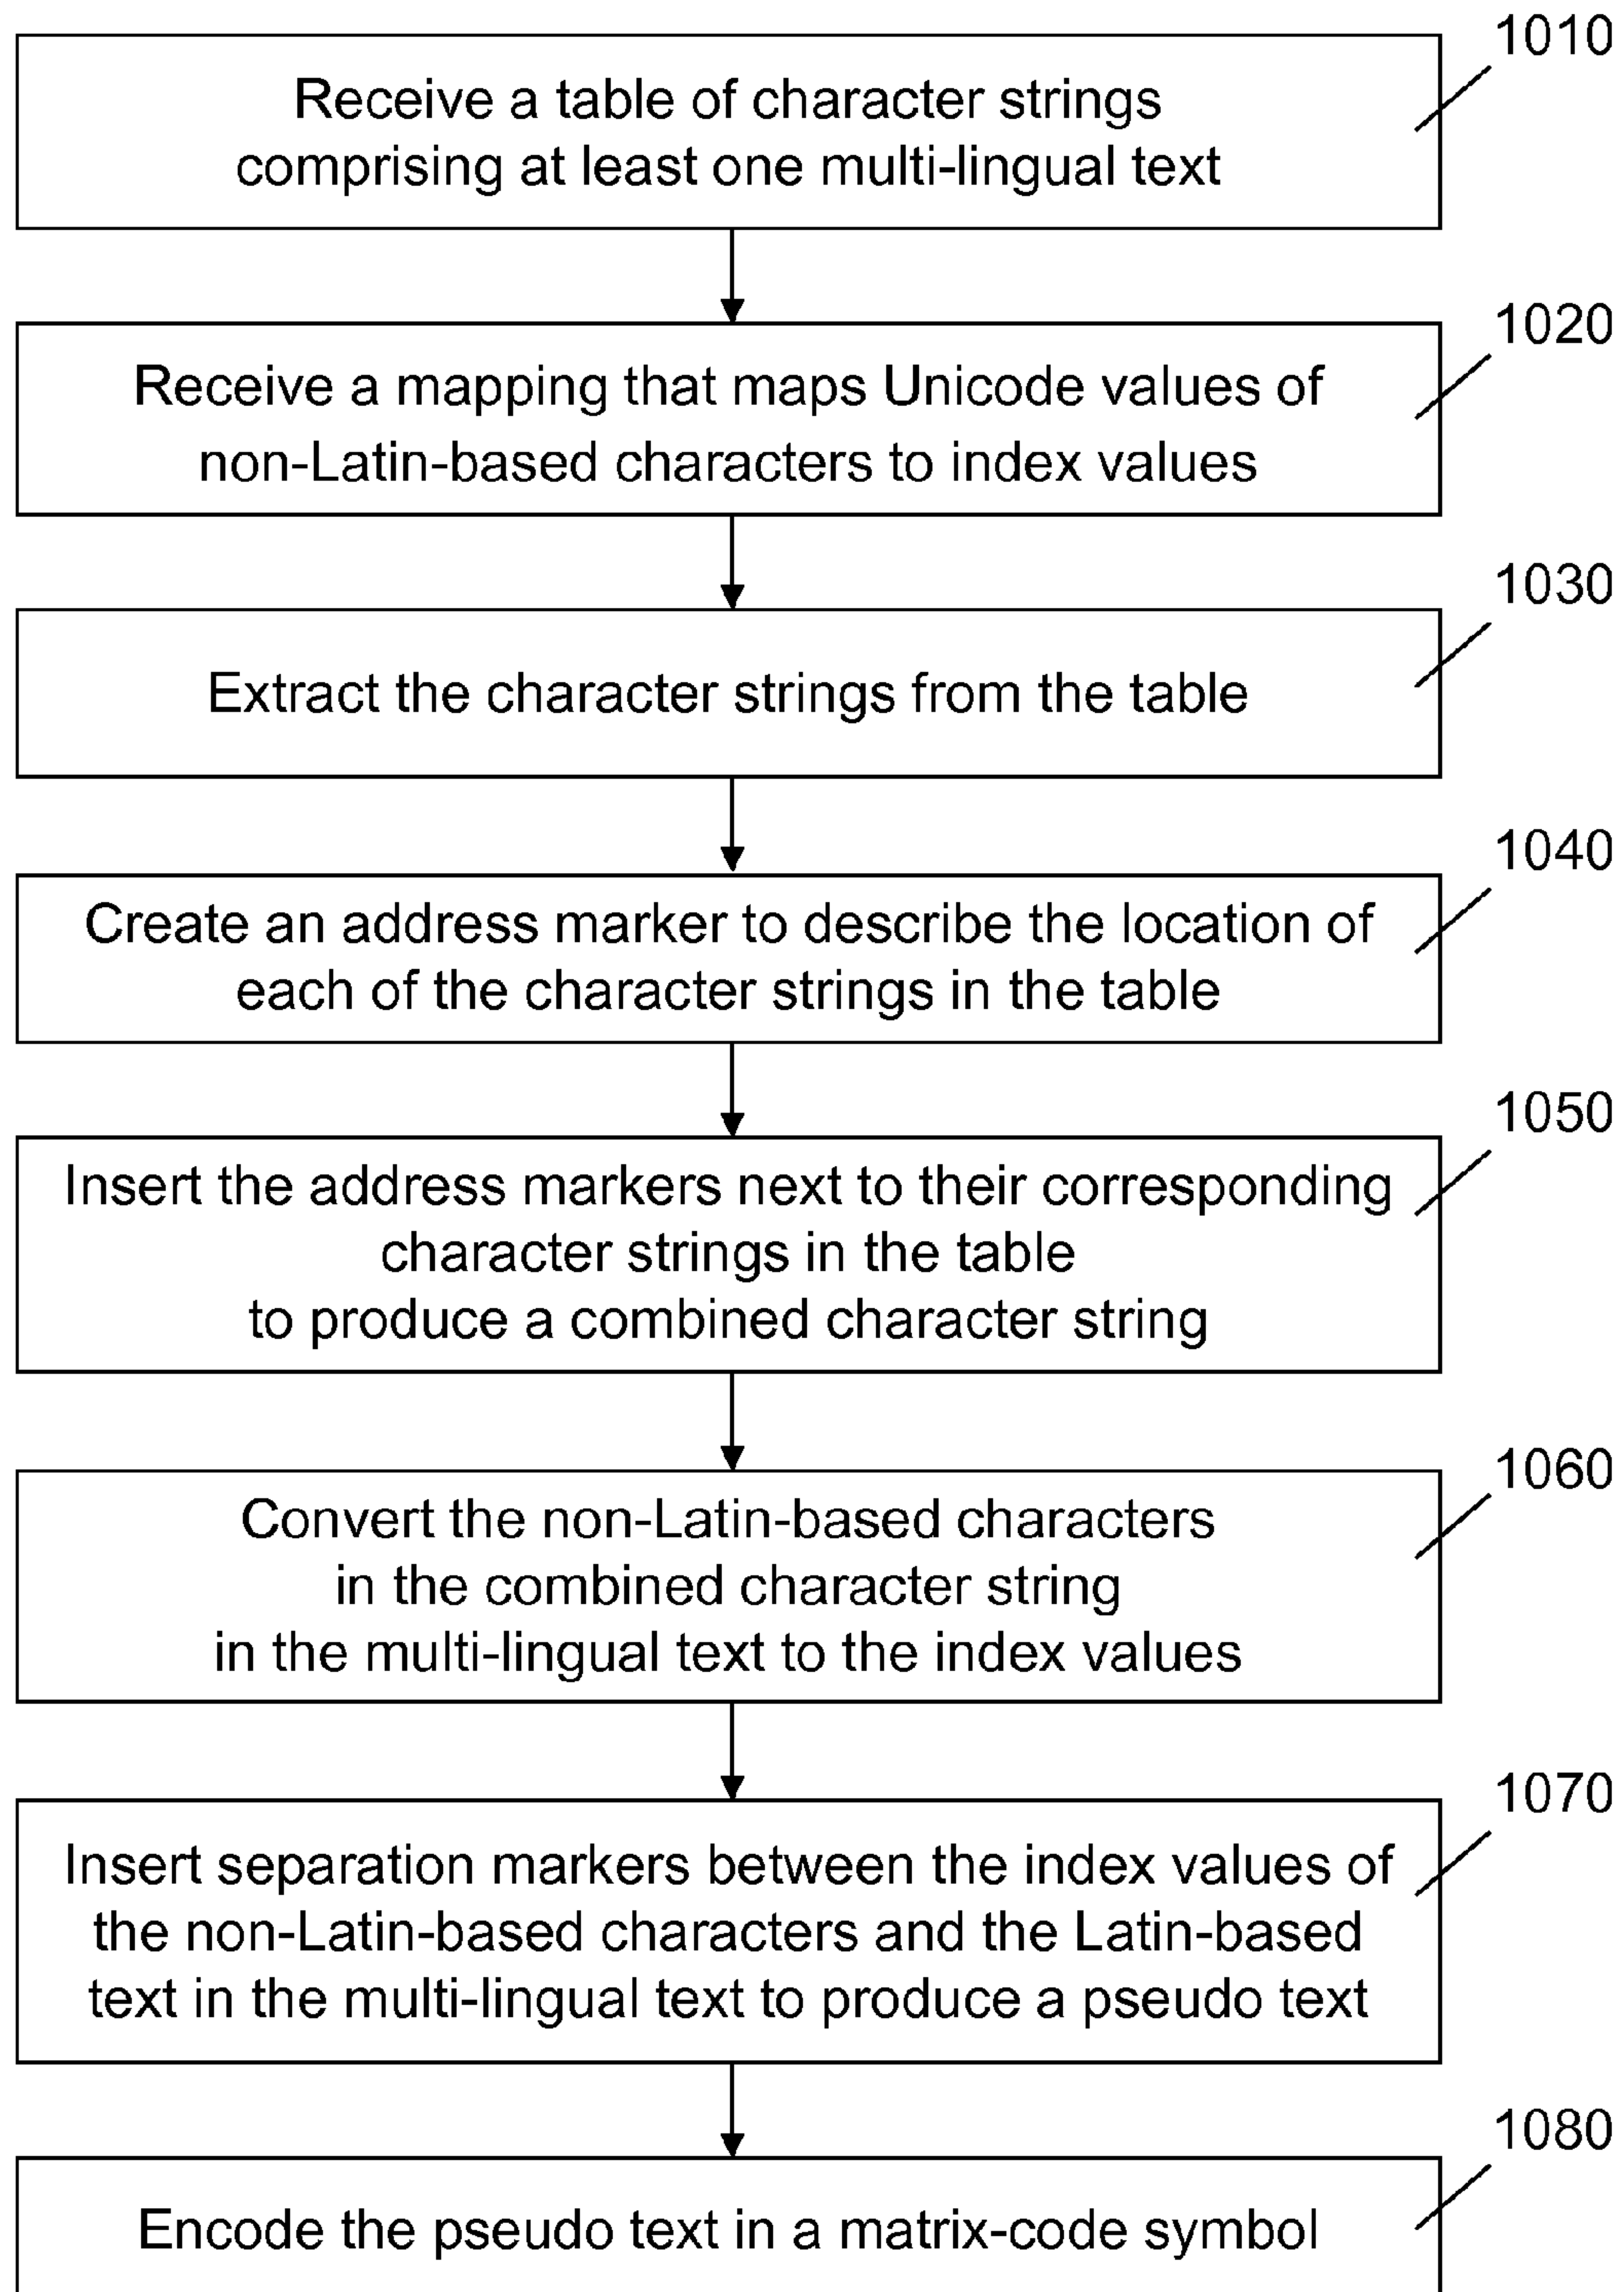 1010
Receive a table of character strings
comprising at least one multi-lingual text
1020
Receive a mapping that maps Unicode values of
non-Latin-based characters to index values
1030
Extract the character strings from the table
1040
Create an address marker to describe the location of
each of the character strings in the table
1050
Insert the address markers next to their corresponding
character strings in the table
to produce a combined character string
1060
Convert the non-Latin-based characters
in the combined character string
in the multi-lingual text to the index values
1070
Insert separation markers between the index values of
the non-Latin-based characters and the Latin-based
text in the multi-lingual text to produce a pseudo text
1080
Encode the pseudo text in a matrix-code symbol